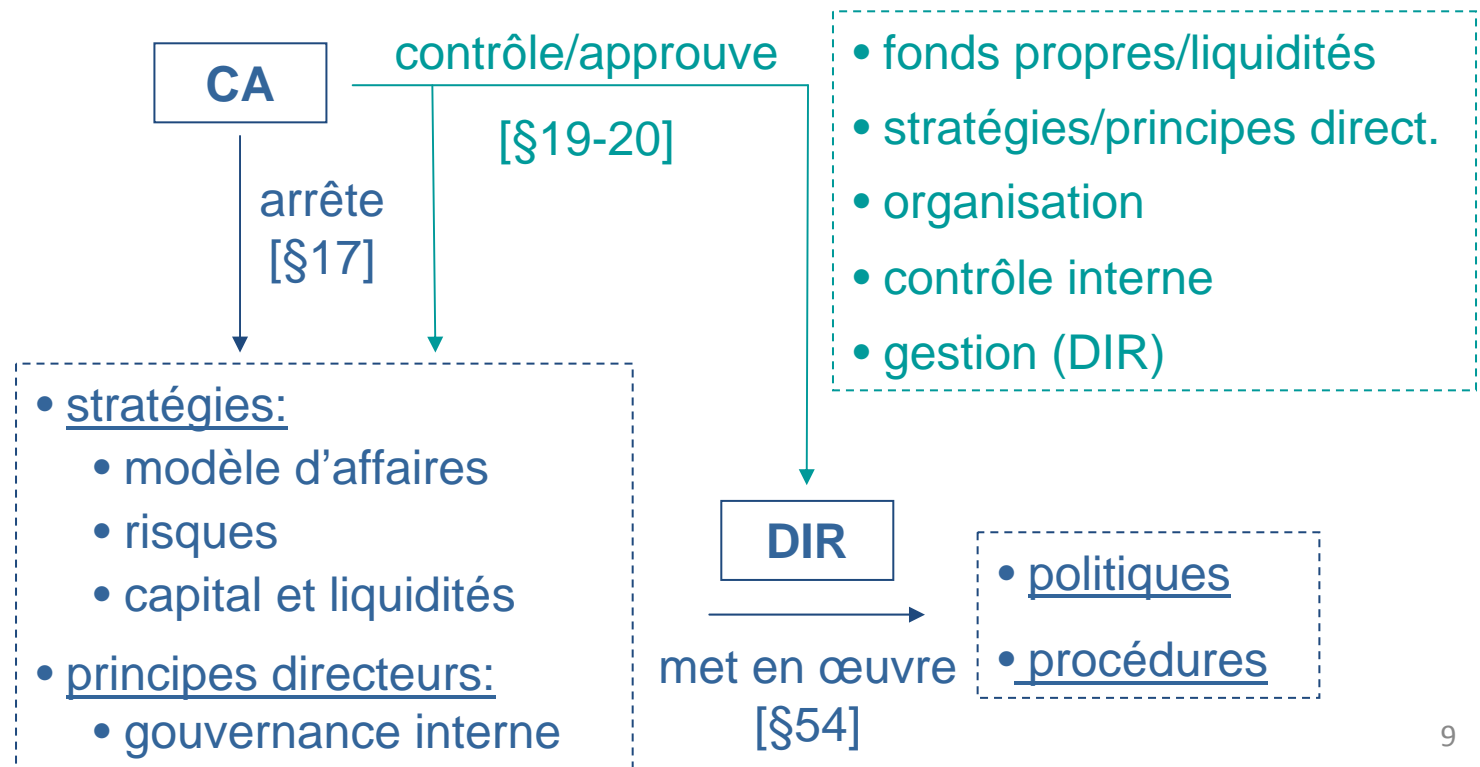 CA
contrôle/approuve
[§19-20]
arrête
[§17]
• fonds propres/liquidités
• stratégies/principes direct.
• organisation
• contrôle interne
• gestion (DIR)
• stratégies:
• modèle d'affaires
• risques
• capital et liquidités
• principes directeurs:
• gouvernance interne
DIR
met en œuvre
[§54]
• politiques
• procédures
9